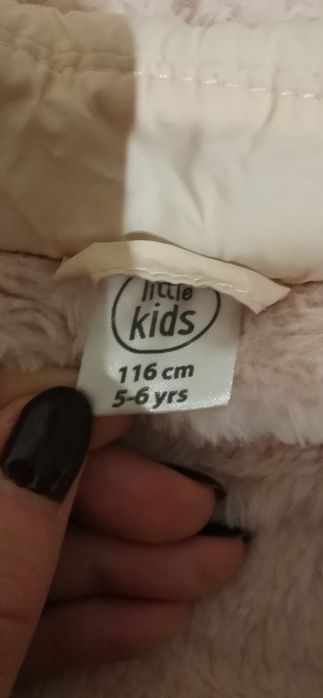 little
kids
116 cm
5-6 yrs